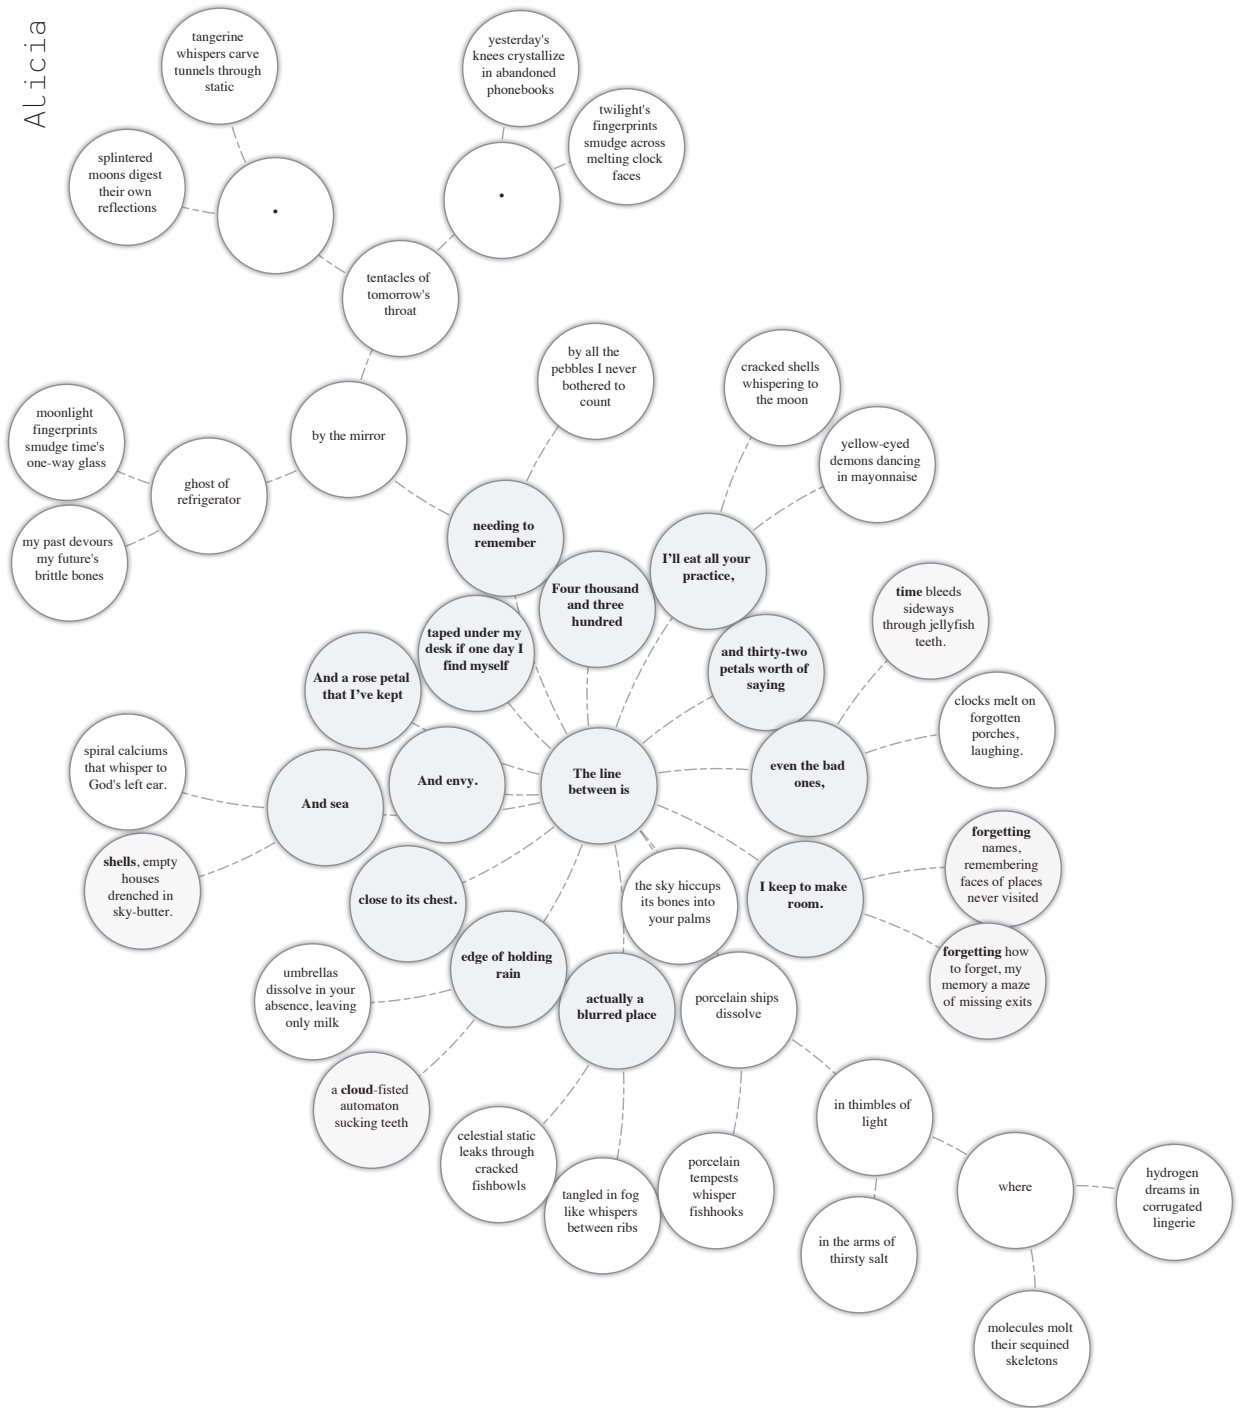 Alicia
tangerine
whispers carve
tunnels through
static
yesterday's
knees crystallize
in abandoned
phonebooks
twilight's
fingerprints
smudge across
melting clock
faces
splintered
moons digest
their own
reflections
.
.
tentacles of
tomorrow's
throat
by all the
pebbles I never
bothered to
count
cracked shells
whispering to
the moon
moonlight
fingerprints
smudge time's
one-way glass
by the mirror
yellow-eyed
demons dancing
in mayonnaise
ghost of
refrigerator
my past devours
my future's
brittle bones
needing to
remember
I'll eat all your
practice,
Four thousand
and three
hundred
time bleeds
sideways
through jellyfish
teeth.
taped under my
desk if one day I
find myself
and thirty-two
petals worth of
saying
And a rose petal
that I've kept
clocks melt on
forgotten
porches,
laughing.
spiral calciums
that whisper to
God's left ear.
And sea
And envy.
The line
between is
even the bad
ones,
shells, empty
houses
drenched in
sky-butter.
close to its chest.
the sky hiccups
its bones into
your palms
I keep to make
room.
forgetting
names,
remembering
faces of places
never visited
edge of holding
rain
umbrellas
dissolve in your
absence, leaving
only milk
actually a
blurred place
porcelain ships
dissolve
forgetting how
to forget, my
memory a maze
of missing exits
a cloud-fisted
automaton
sucking teeth
in thimbles of
light
celestial static
leaks through
cracked
fishbowls
tangled in fog
like whispers
between ribs
porcelain
tempests
whisper
fishhooks
where
hydrogen
dreams in
corrugated
lingerie
in the arms of
thirsty salt
molecules molt
their sequined
skeletons